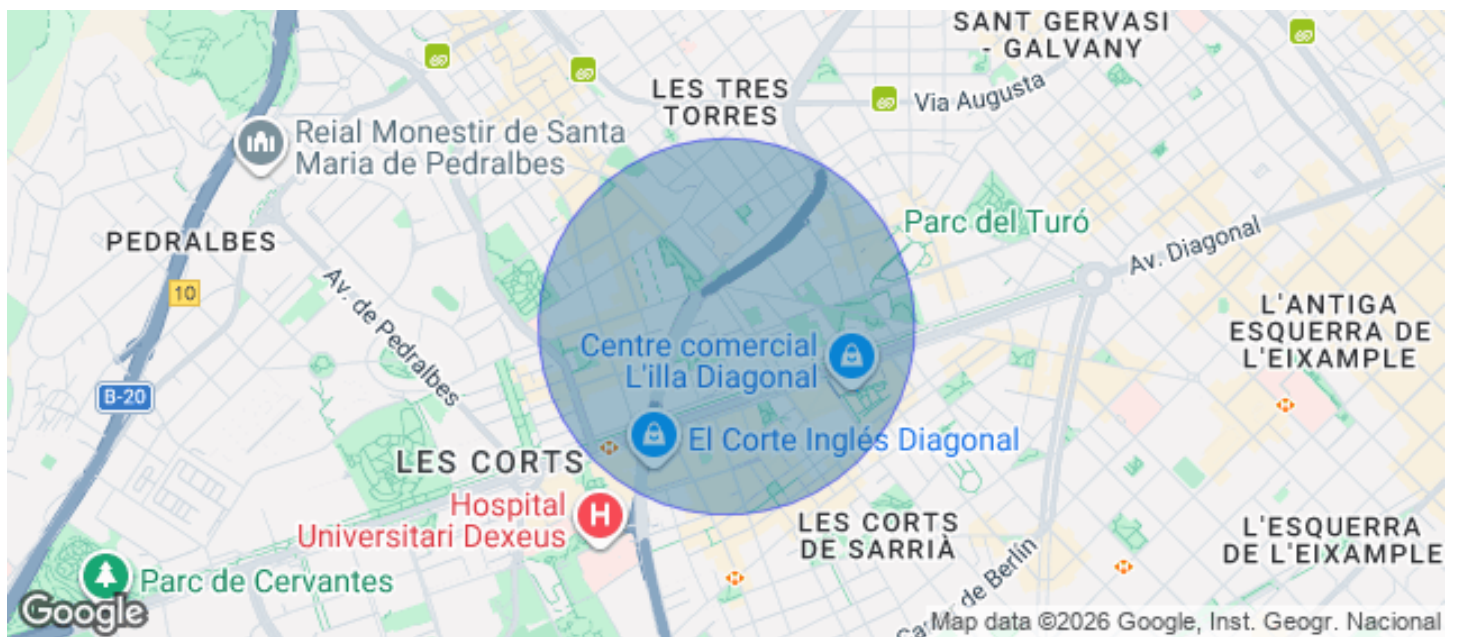 SANT GERVASI
- GALVANY
LES TRES
TORRES
Via Augusta
Reial Monestir de Santa
Maria de Pedralbes
Parc del Turó
PEDRALBES
Av. Diagonal
10
Av. de Pedralbes
L'ANTIGA
ESQUERRA DE
L'EIXAMPLE
Centre comercial
L'illa Diagonal
B-20
El Corte Inglés Diagonal
LES CORTS
Hospital
Universitari Dexeus
H
LES CORTS
DE SARRIÀ
L'ESQUERRA
DE L'EIXAMPLE
de Berlín
Parc de Cervantes
Google
Map data ©2026 Google, Inst. Geogr. Nacional